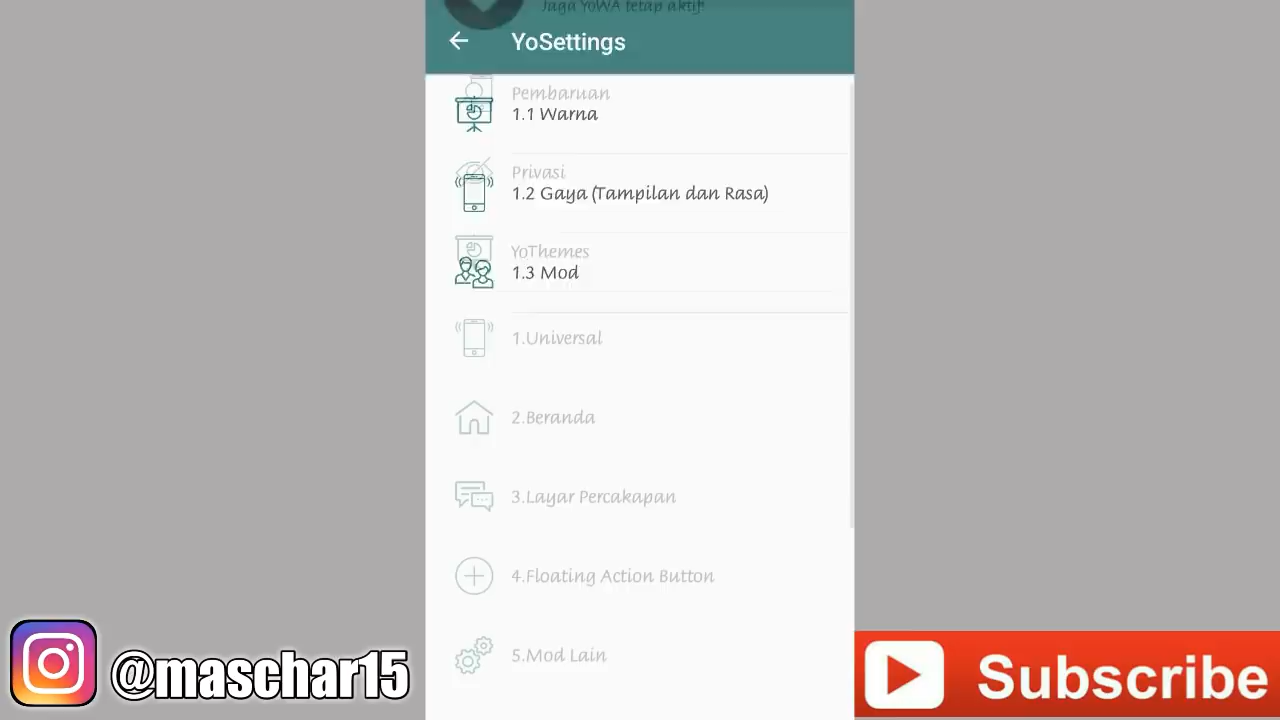 Jaga YoWA tetap aktif!
YoSettings
Pembaruan
1.1 Warna
Privasi
1.2 Gaya (Tampilan dan Rasa)
YoThemes
1.3 Mod
1.Universal
2.Beranda
3.Layar Percakapan
4.Floating Action Button
5.Mod Lain
@maschar15
Subscribe